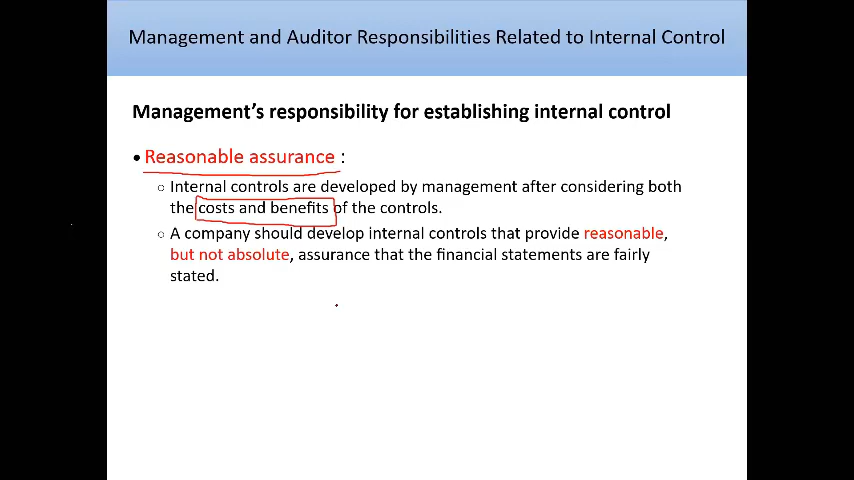 Management and Auditor Responsibilities Related to Internal Control
Management’s responsibility for establishing internal control
• Reasonable assurance :
○ Internal controls are developed by management after considering both
the costs and benefits of the controls.
○ A company should develop internal controls that provide reasonable,
but not absolute, assurance that the financial statements are fairly
stated.